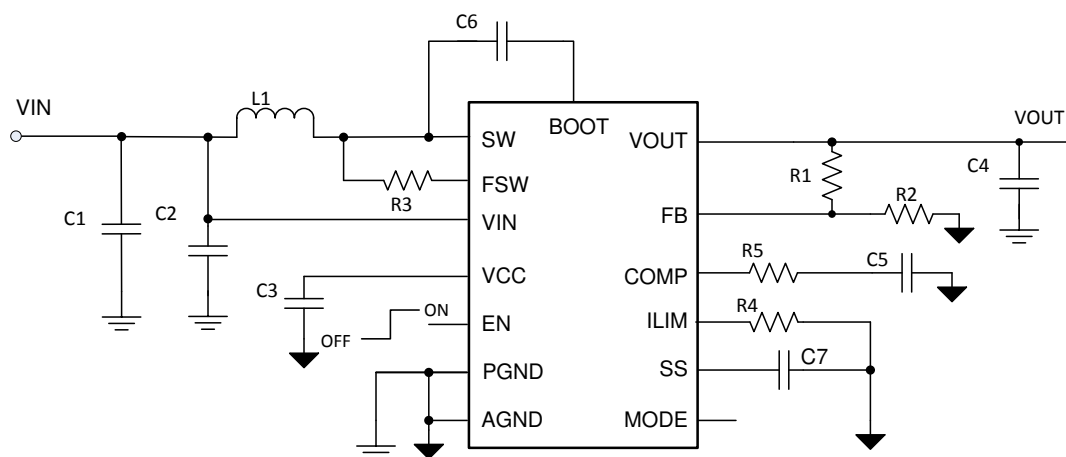 C6
VIN
L1
BOOT
VOUT
SW
VOUT
R1
C4
FSW
R3
R2
C1
C2
VIN
FB
R5
C5
VCC
COMP
C3
ON
R4
ILIM
EN
OFF
C7
PGND
SS
AGND
MODE